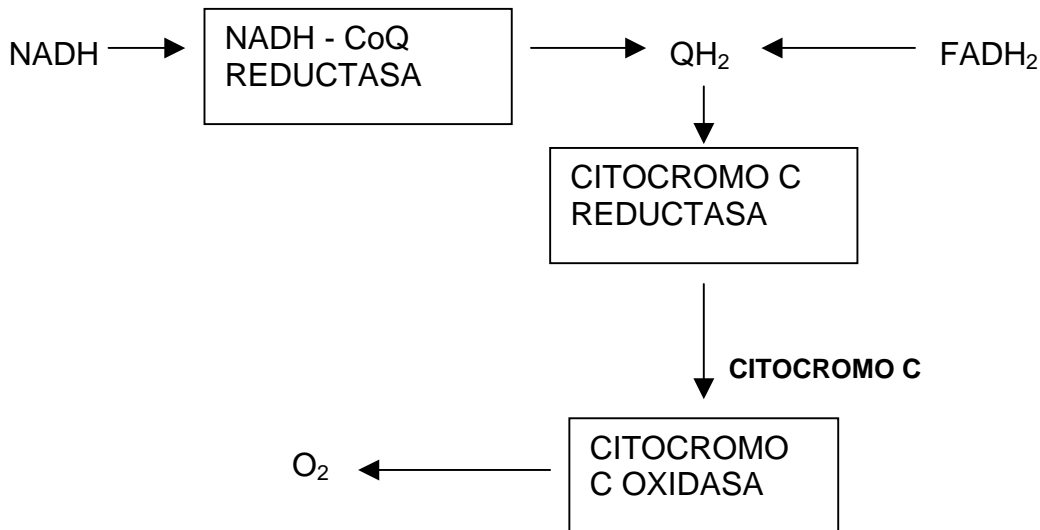 NADH
NADH - CoQ
REDUCTASA
QH₂
FADH₂
CITOCROMO C
REDUCTASA
CITOCROMO C
CITOCROMO
C OXIDASA
O₂